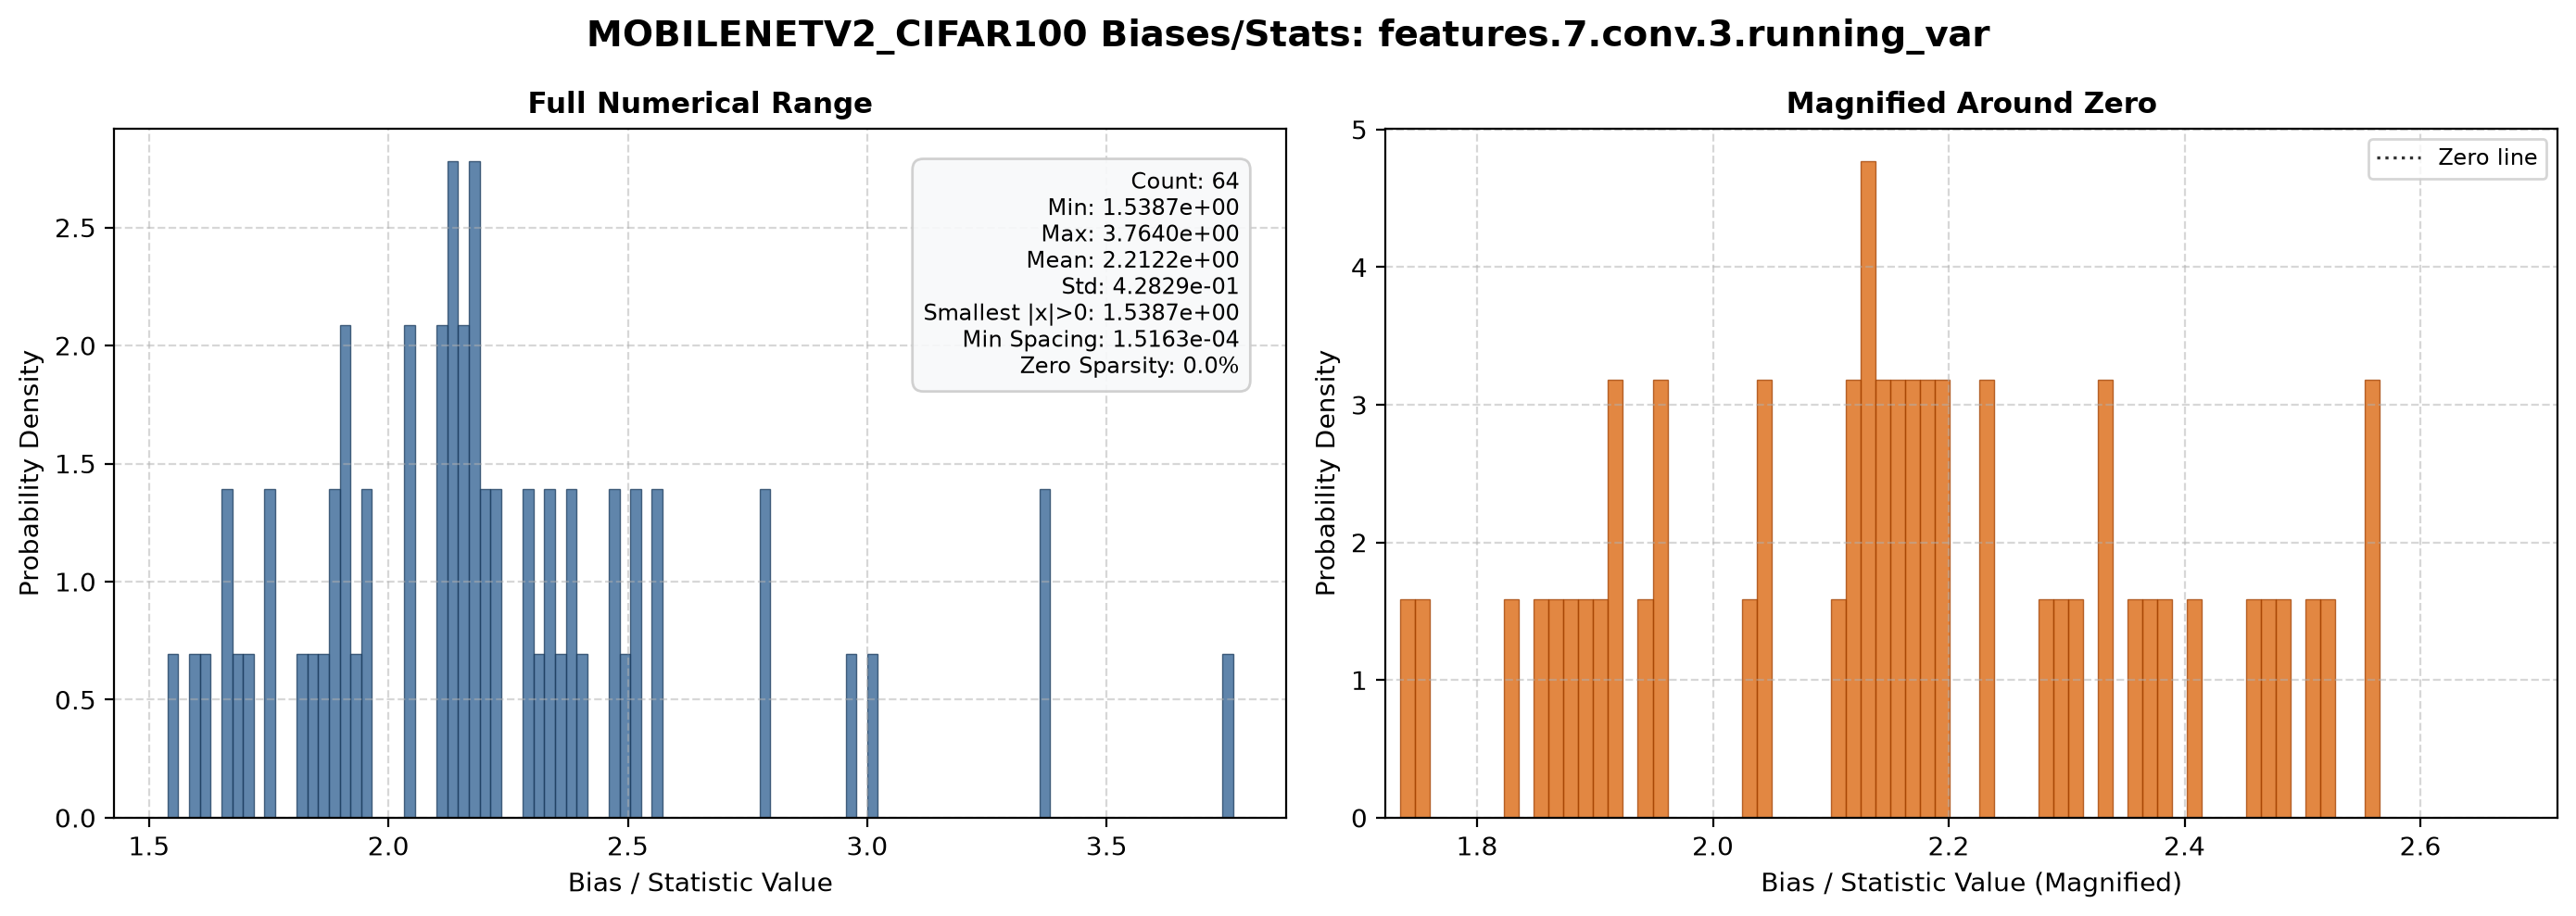 MOBILENETV2_CIFAR100 Biases/Stats: features.7.conv.3.running_var
Full Numerical Range
Probability Density
2.5
2.0
1.5
1.0
0.5
0.0
Count: 64
Min: 1.5387e+00
Max: 3.7640e+00
Mean: 2.2122e+00
Std: 4.2829e-01
Smallest |x|>0: 1.5387e+00
Min Spacing: 1.5163e-04
Zero Sparsity: 0.0%
1.5 2.0 2.5 3.0 3.5
Bias / Statistic Value
Magnified Around Zero
Probability Density
5
4
3
2
1
0
Zero line
1.8 2.0 2.2 2.4 2.6
Bias / Statistic Value (Magnified)